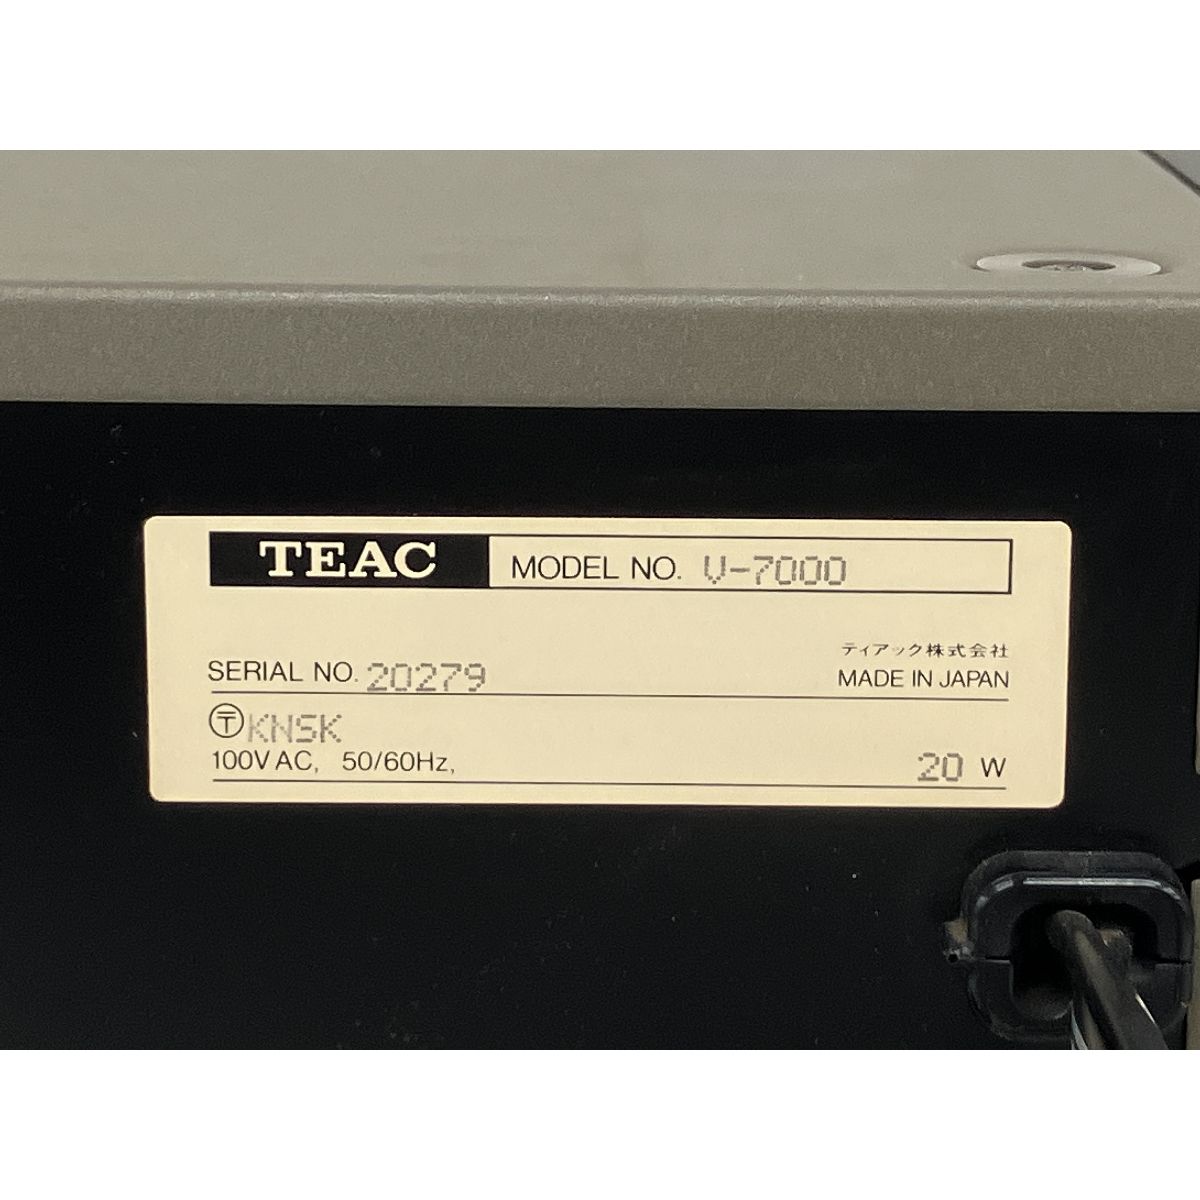 TEAC MODEL NO. V-7000
ティアック株式会社
SERIAL NO. 20279 MADE IN JAPAN
〒KNSK
100V AC, 50/60Hz, 20 W